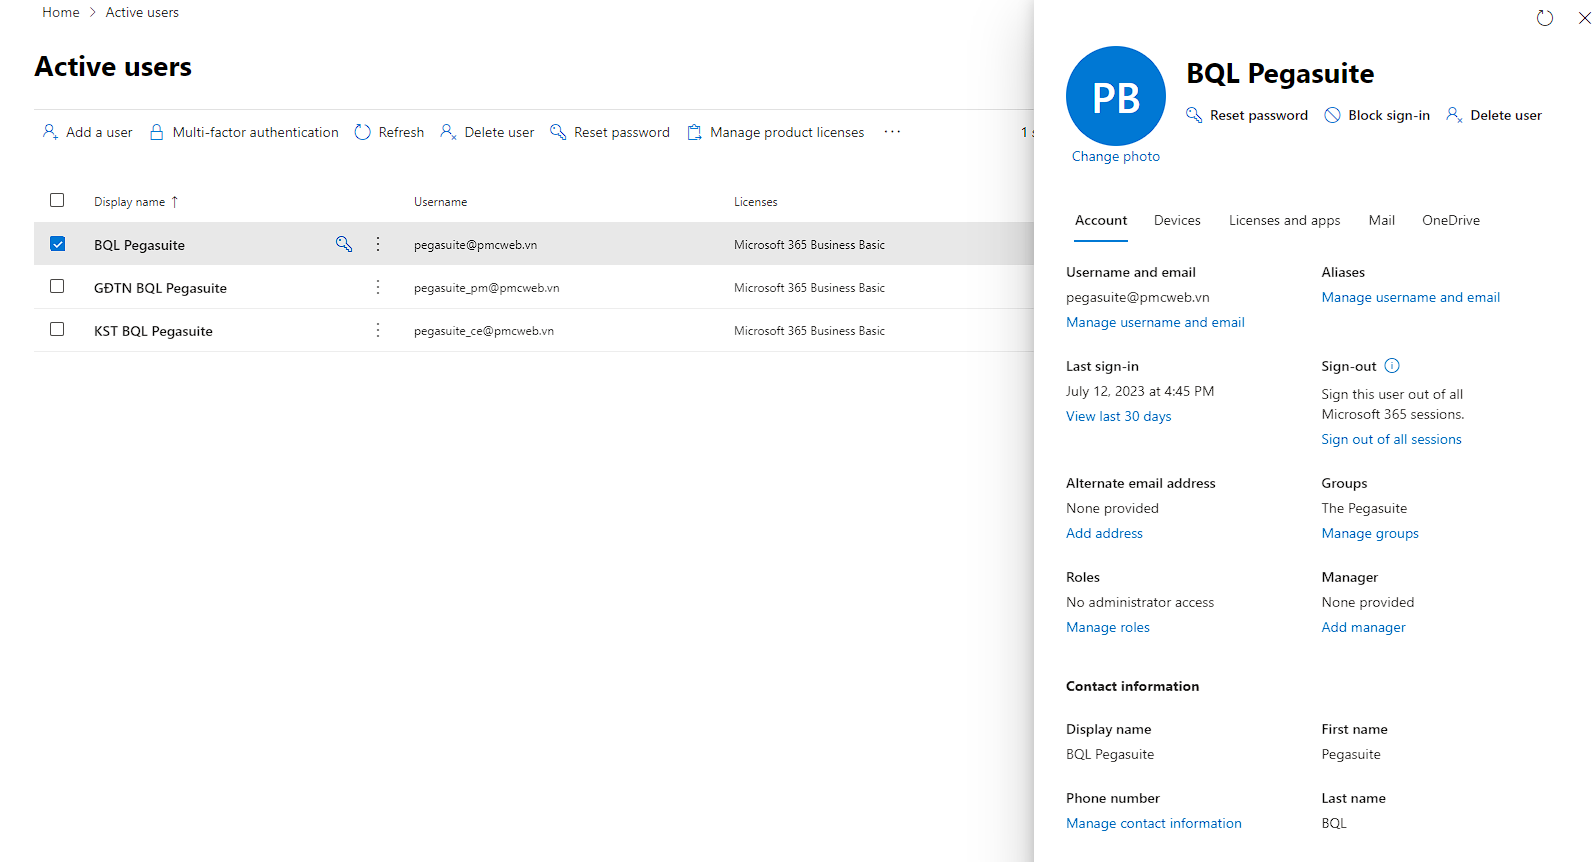 Home > Active users
Active users
Add a user Multi-factor authentication Refresh Delete user Reset password Manage product licenses ··· 1
Display name ↑ Username Licenses
BQL Pegasuite pegasuite@pmcweb.vn Microsoft 365 Business Basic
GĐTN BQL Pegasuite pegasuite_pm@pmcweb.vn Microsoft 365 Business Basic
KST BQL Pegasuite pegasuite_ce@pmcweb.vn Microsoft 365 Business Basic
PB
Change photo
BQL Pegasuite
Reset password Block sign-in Delete user
Account Devices Licenses and apps Mail OneDrive
Username and email
pegasuite@pmcweb.vn
Manage username and email
Aliases
Manage username and email
Last sign-in
July 12, 2023 at 4:45 PM
View last 30 days
Sign-out
Sign this user out of all
Microsoft 365 sessions.
Sign out of all sessions
Alternate email address
None provided
Add address
Groups
The Pegasuite
Manage groups
Roles
No administrator access
Manage roles
Manager
None provided
Add manager
Contact information
Display name
BQL Pegasuite
First name
Pegasuite
Phone number
Manage contact information
Last name
BQL